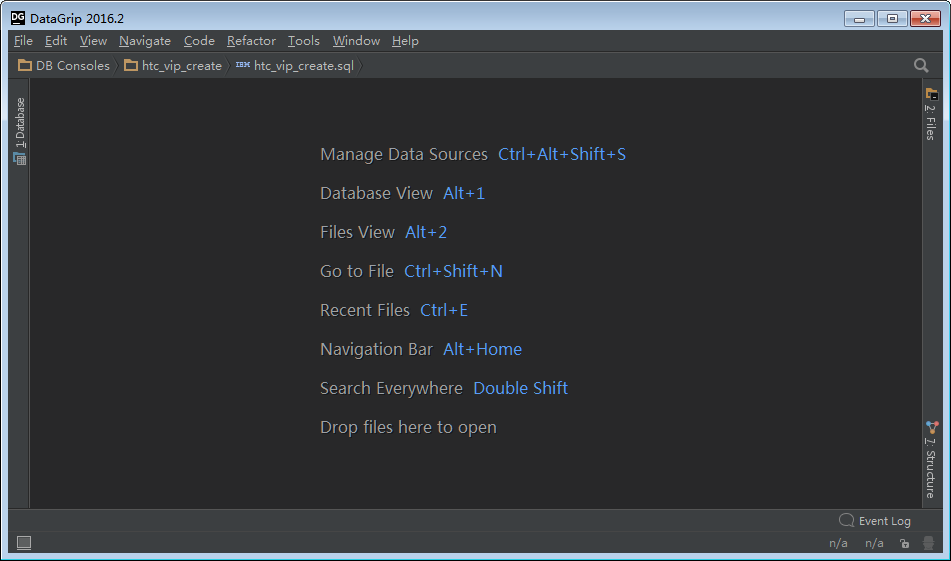 DG DataGrip 2016.2
File Edit View Navigate Code Refactor Tools Window Help
DB Consoles htc_vip_create IBM htc_vip_create.sql
1: Database
2: Files
Manage Data Sources Ctrl+Alt+Shift+S
Database View Alt+1
Files View Alt+2
Go to File Ctrl+Shift+N
Recent Files Ctrl+E
Navigation Bar Alt+Home
Search Everywhere Double Shift
Drop files here to open
7: Structure
Event Log
n/a n/a